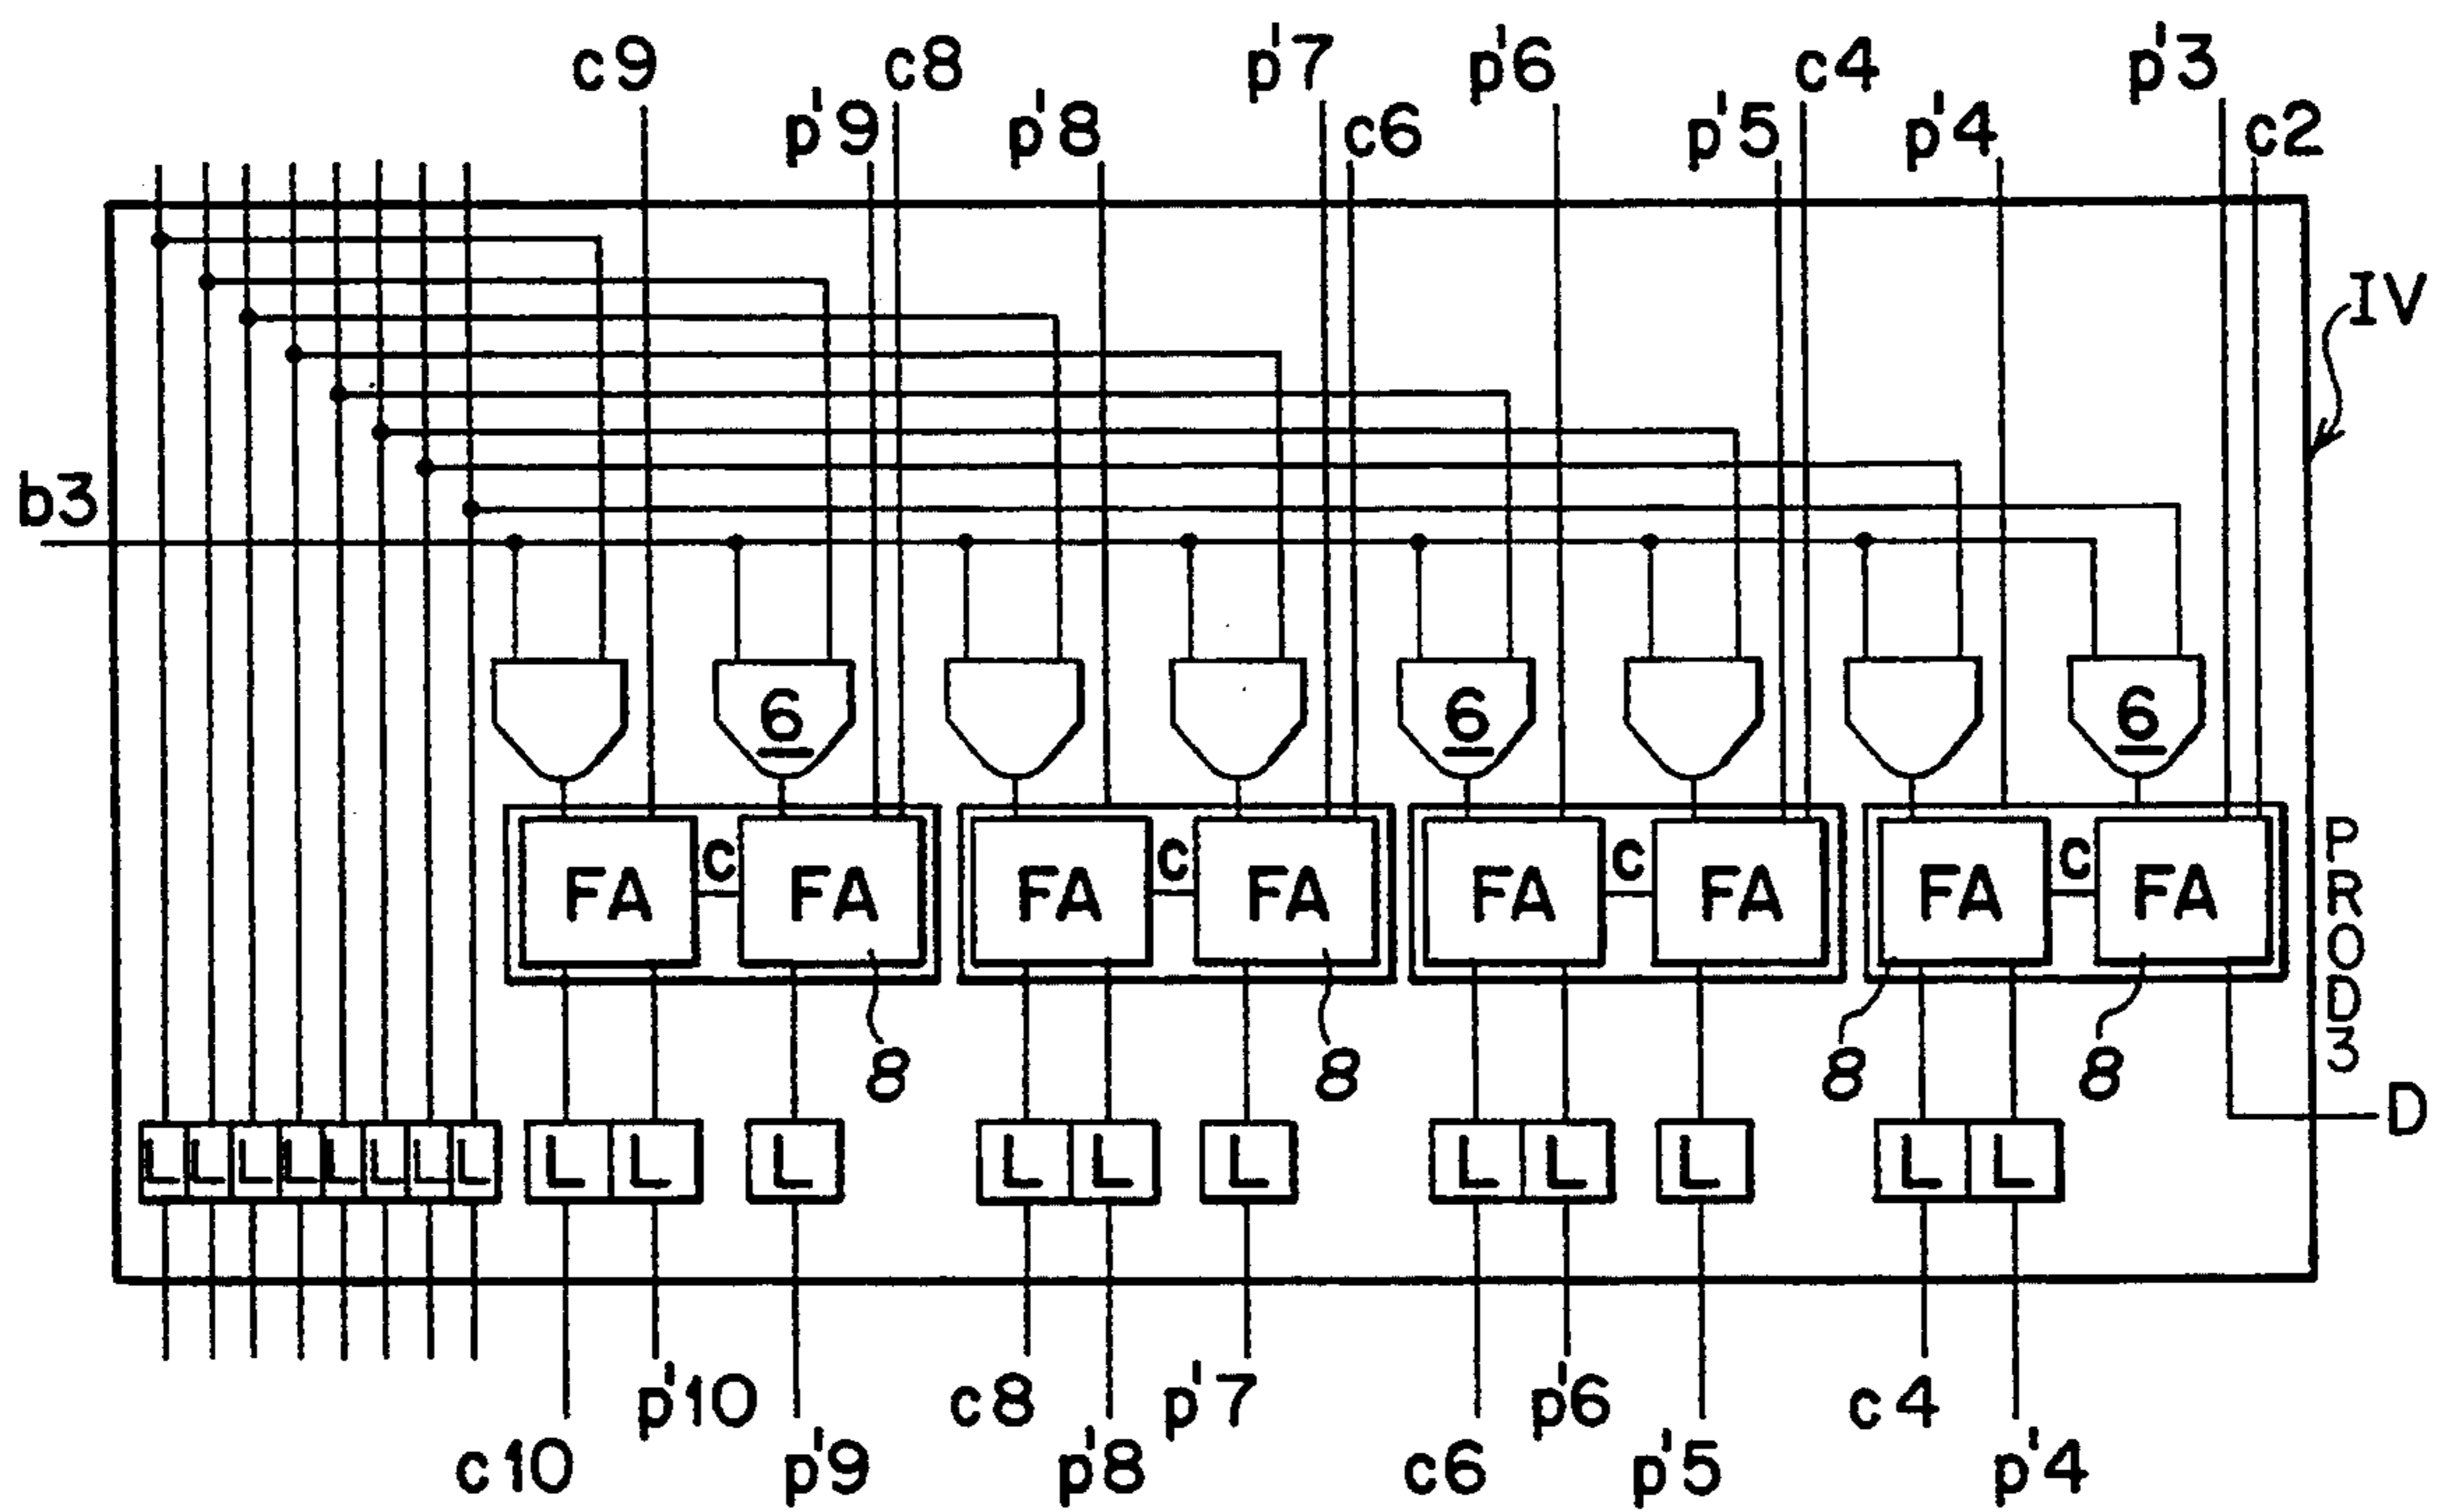 c9 c8 p'7 p'6 c4 p'3
p'9 p'8 c6 p'5 p'4 c2
IV
b3
6 6 6
FA C FA FA C FA FA C FA FA C FA
PROD3
8 8 8 8
D
L L L L L L L L L L L L L L L L L L L
p'10 c8 p'7 p'6 c4
c10 p'9 p'8 c6 p'5 p'4